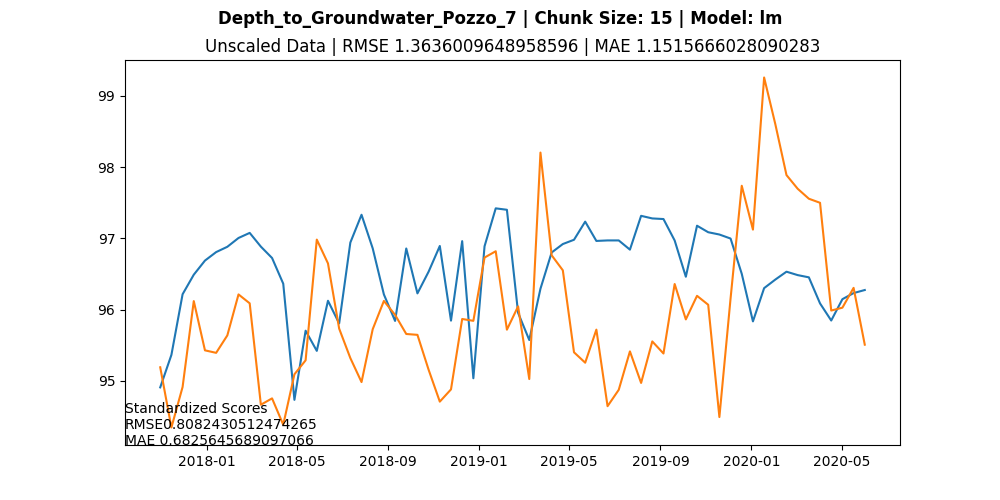 Depth_to_Groundwater_Pozzo_7 | Chunk Size: 15 | Model: lm
Unscaled Data | RMSE 1.3636009648958596 | MAE 1.1515666028090283
99
98
97
96
95
Standardized Scores
RMSE0.8082430512474265
MAE 0.6825645689097066
2018-01 2018-05 2018-09 2019-01 2019-05 2019-09 2020-01 2020-05